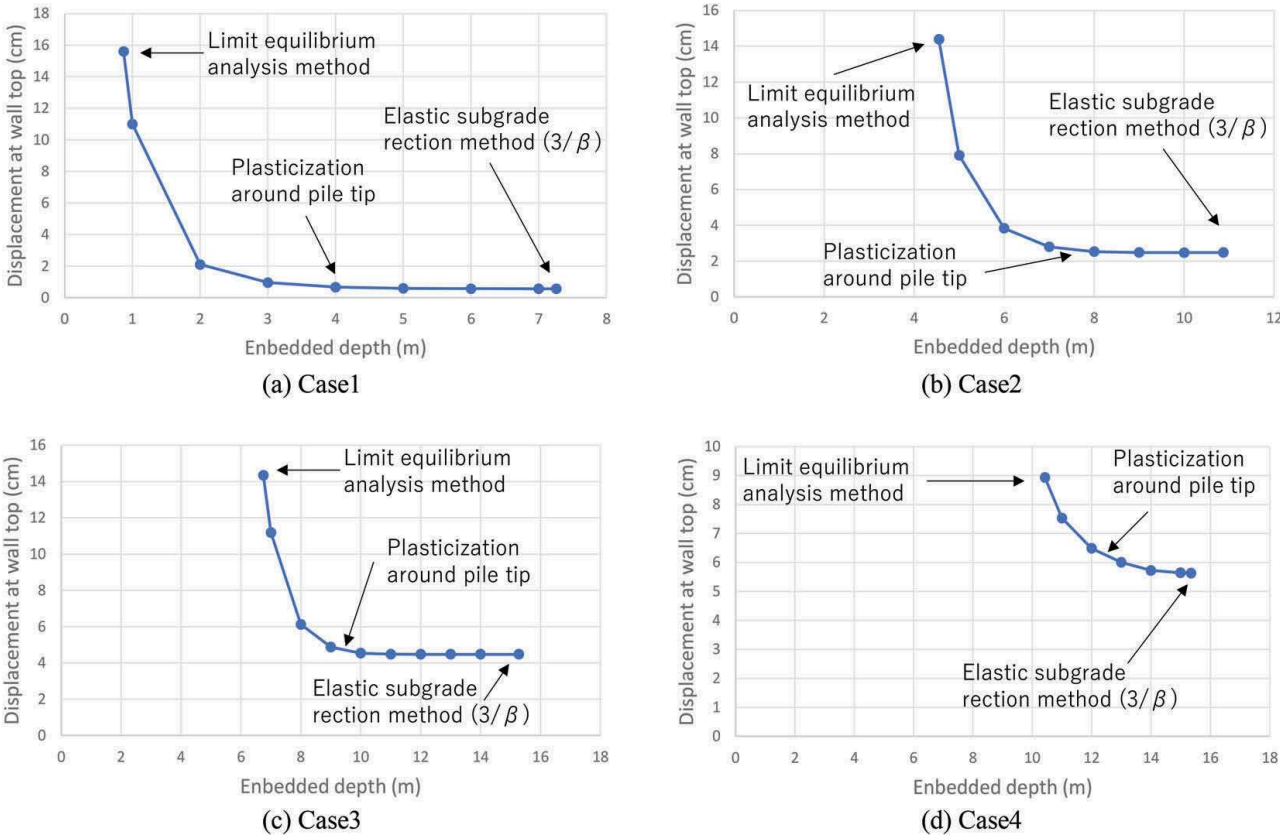 Displacement at wall top (cm)
18
16
14
12
10
8
6
4
2
0
Limit equilibrium
analysis method
Elastic subgrade
rection method (3/β)
Plasticization
around pile tip
0 1 2 3 4 5 6 7 8
Enbedded depth (m)
(a) Case1
Displacement at wall top (cm)
16
14
12
10
8
6
4
2
0
Limit equilibrium
analysis method
Elastic subgrade
rection method (3/β)
Plasticization
around pile tip
0 2 4 6 8 10 12
Enbedded depth (m)
(b) Case2
Displacement at wall top (cm)
16
14
12
10
8
6
4
2
0
Limit equilibrium
analysis method
Plasticization
around pile tip
Elastic subgrade
rection method (3/β)
0 2 4 6 8 10 12 14 16 18
Enbedded depth (m)
(c) Case3
Displacement at wall top (cm)
10
9
8
7
6
5
4
3
2
1
0
Limit equilibrium
analysis method
Plasticization
around pile tip
Elastic subgrade
rection method (3/β)
0 2 4 6 8 10 12 14 16 18
Enbedded depth (m)
(d) Case4